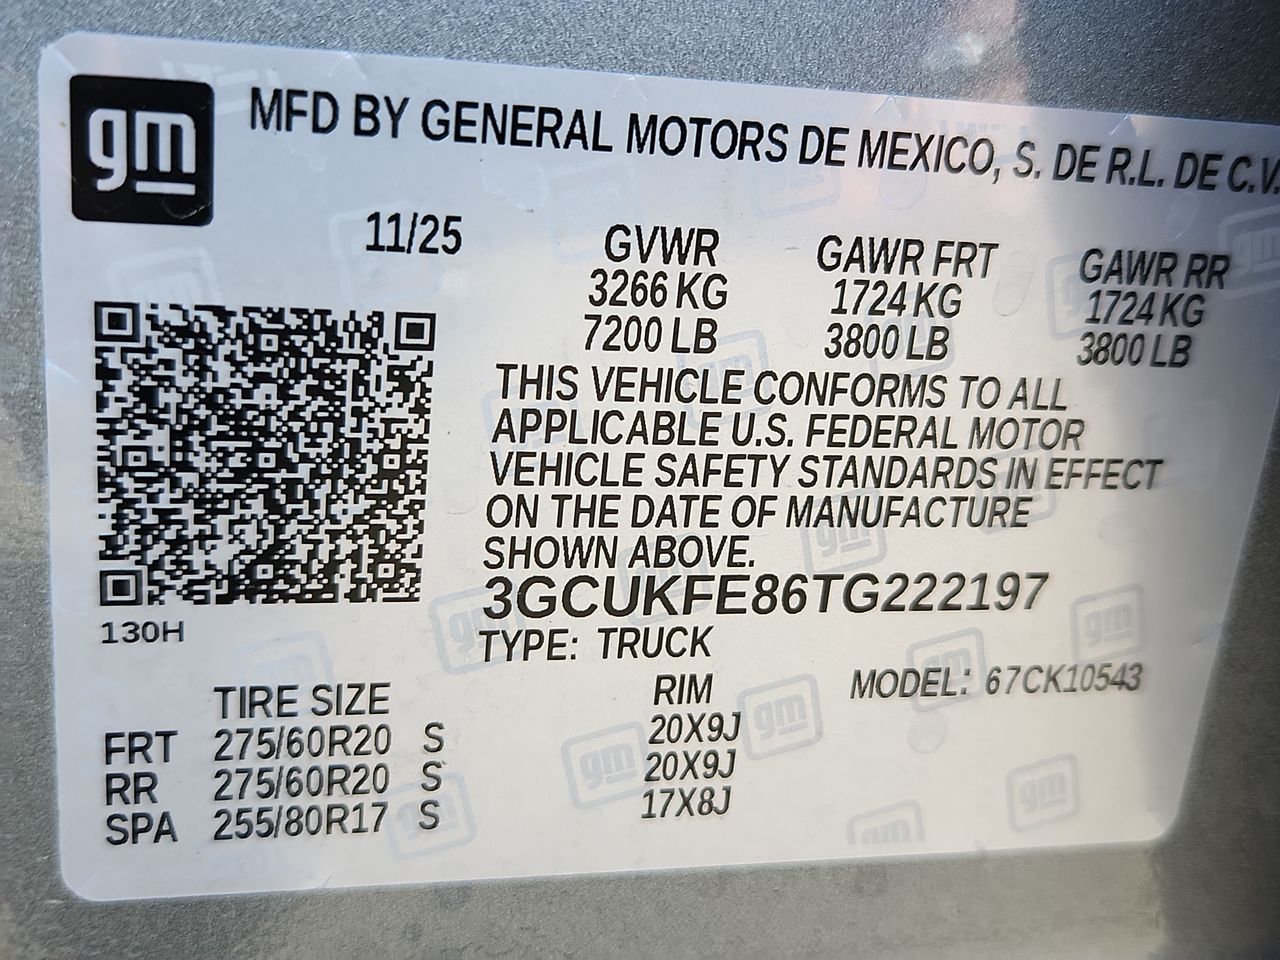 gm
MFD BY GENERAL MOTORS DE MEXICO, S. DE R.L. DE C.V.
11/25
GVWR GAWR FRT GAWR RR
3266 KG 1724 KG 1724 KG
7200 LB 3800 LB 3800 LB
THIS VEHICLE CONFORMS TO ALL
APPLICABLE U.S. FEDERAL MOTOR
VEHICLE SAFETY STANDARDS IN EFFECT
ON THE DATE OF MANUFACTURE
SHOWN ABOVE.
3GCUKFE86TG222197
130H
TYPE: TRUCK
MODEL: 67CK10543
TIRE SIZE RIM
FRT 275/60R20 S 20X9J
RR 275/60R20 S 20X9J
SPA 255/80R17 S 17X8J